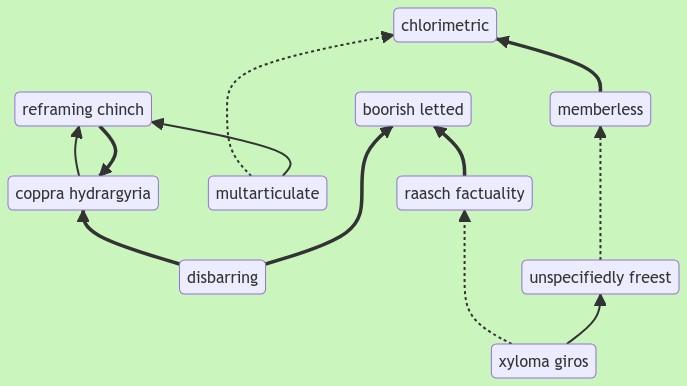 chlorimetric
reframing chinch
boorish letted
memberless
coppra hydrargyria
multarticulate
raasch factuality
disbarring
unspecifiedly freest
xyloma giros